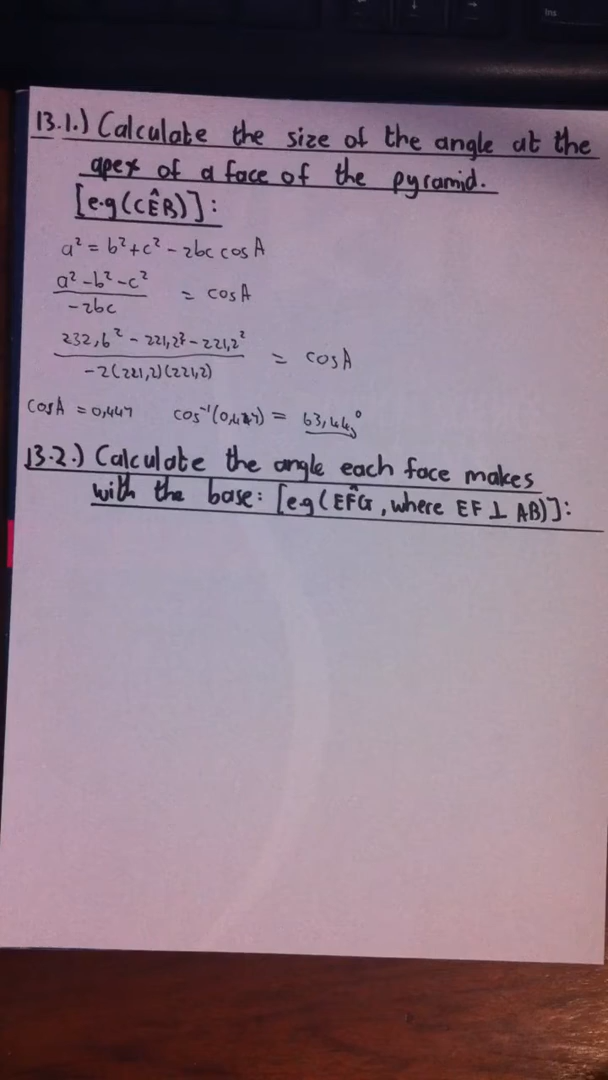 Ins
13.1.) Calculate the size of the angle at the
apex of a face of the pyramid.
[e.g(CÊB)]:
a² = b² + c² - 2bc cos A
a² - b² - c² / -2bc = cos A
232,6² - 221,2² - 221,2² / -2(221,2)(221,2) = cos A
cos A = 0,447 cos⁻¹(0,447) = 63,44°
13.2.) Calculate the angle each face makes
with the base: [e.g(EF̂G, where EF ⊥ AB)]: